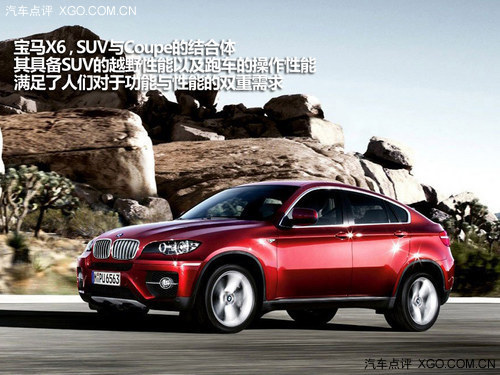 汽车点评 XGO.COM.CN
宝马X6，SUV与Coupe的结合体
其具备SUV的越野性能以及跑车的操作性能
满足了人们对于功能与性能的双重需求
M PU 6563
汽车点评 XGO.COM.CN